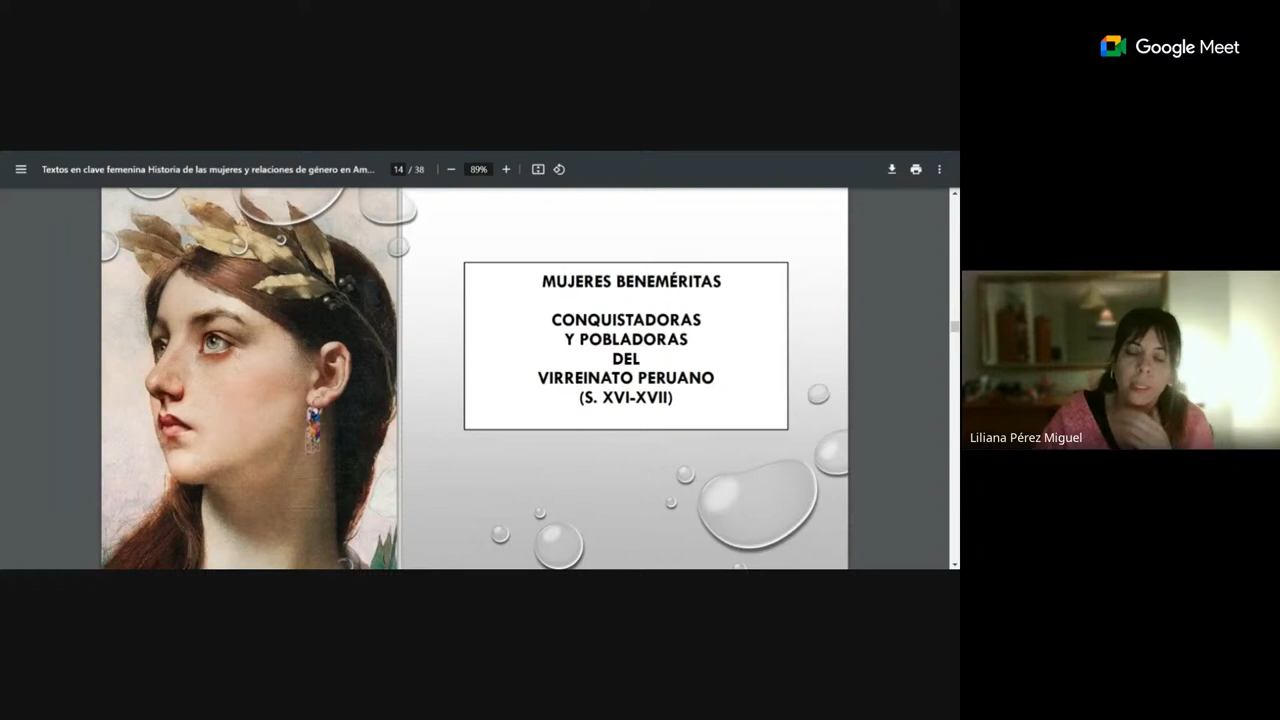 Google Meet
Textos en clave femenina Historia de las mujeres y relaciones de género en Am...
14 / 38
89%
MUJERES BENEMÉRITAS
CONQUISTADORAS
Y POBLADORAS
DEL
VIRREINATO PERUANO
(S. XVI-XVII)
Liliana Pérez Miguel